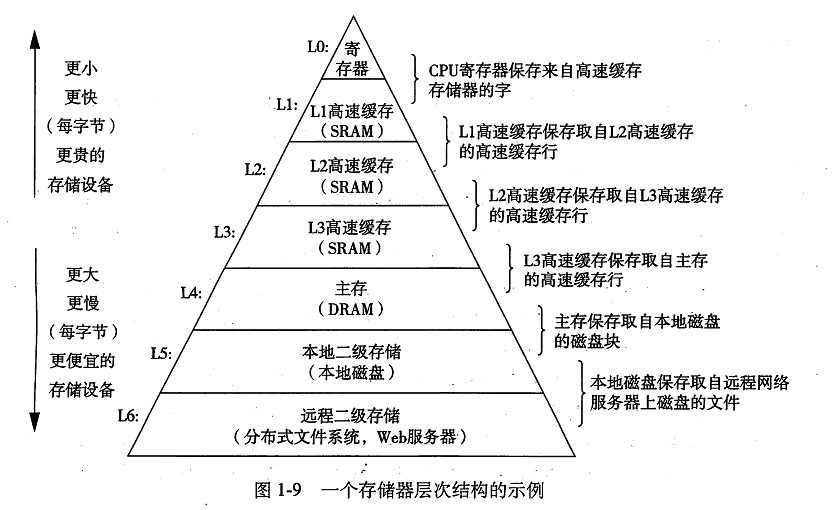 更小
更快
(每字节)
更贵的
存储设备
更大
更慢
(每字节)
更便宜的
存储设备
L0:
寄
存器
L1:
L1高速缓存
(SRAM)
L2:
L2高速缓存
(SRAM)
L3:
L3高速缓存
(SRAM)
L4:
主存
(DRAM)
L5:
本地二级存储
(本地磁盘)
L6:
远程二级存储
(分布式文件系统,Web服务器)
CPU寄存器保存来自高速缓存
存储器的字
L1高速缓存保存取自L2高速缓存
的高速缓存行
L2高速缓存保存取自L3高速缓存
的高速缓存行
L3高速缓存保存取自主存
的高速缓存行
主存保存取自本地磁盘
的磁盘块
本地磁盘保存取自远程网络
服务器上磁盘的文件
图 1-9 一个存储器层次结构的示例